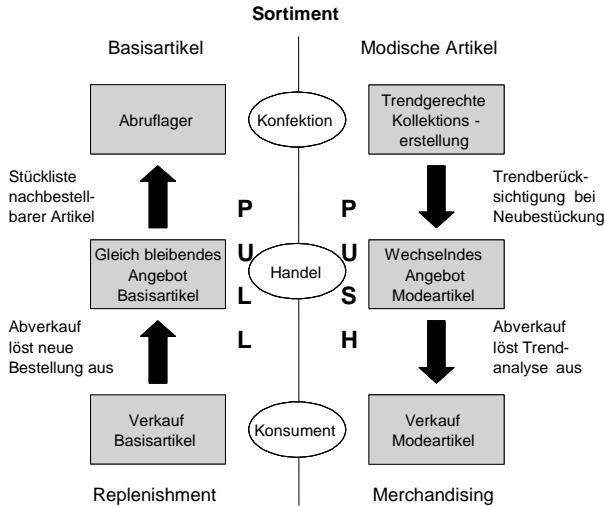 Sortiment
Basisartikel
Modische Artikel
Abruflager
Konfektion
Trendgerechte
Kollektions -
erstellung
Stückliste
nachbestell-
barer Artikel
Trendberück-
sichtigung bei
Neubestückung
P
U
L
L
P
U
S
H
Gleich bleibendes
Angebot
Basisartikel
Handel
Wechselndes
Angebot
Modeartikel
Abverkauf
löst neue
Bestellung aus
Abverkauf
löst Trend-
analyse aus
Verkauf
Basisartikel
Konsument
Verkauf
Modeartikel
Replenishment
Merchandising